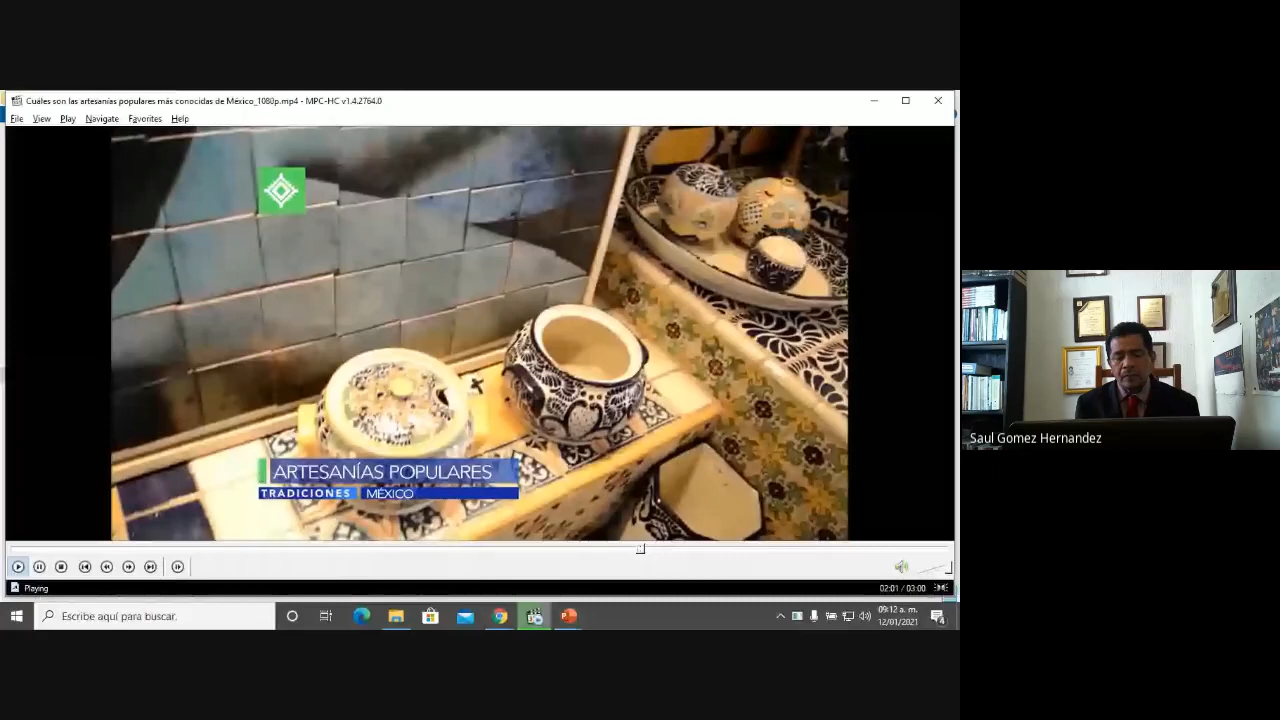 Cuáles son las artesanías populares más conocidas de México_1080p.mp4 - MPC-HC v1.4.2764.0
File View Play Navigate Favorites Help
ARTESANÍAS POPULARES
TRADICIONES MÉXICO
Saul Gomez Hernandez
Playing
02:01 / 03:00
Escribe aquí para buscar.
09:12 a. m.
12/01/2021
4